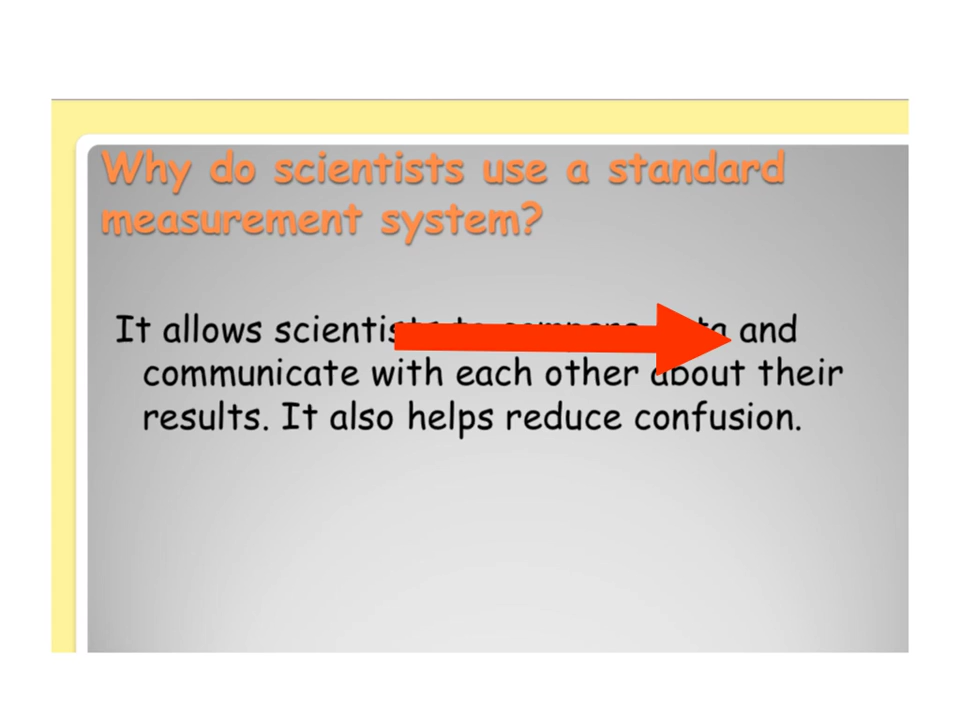 Why do scientists use a standard
measurement system?
It allows scientists to compare data and
communicate with each other about their
results. It also helps reduce confusion.